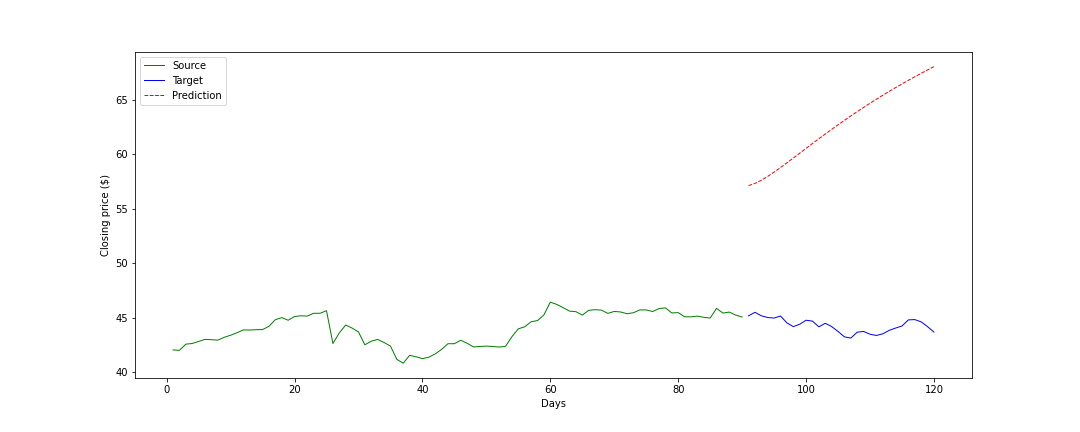 Source
Target
Prediction
65
60
55
50
45
40
Closing price ($)
0 20 40 60 80 100 120
Days